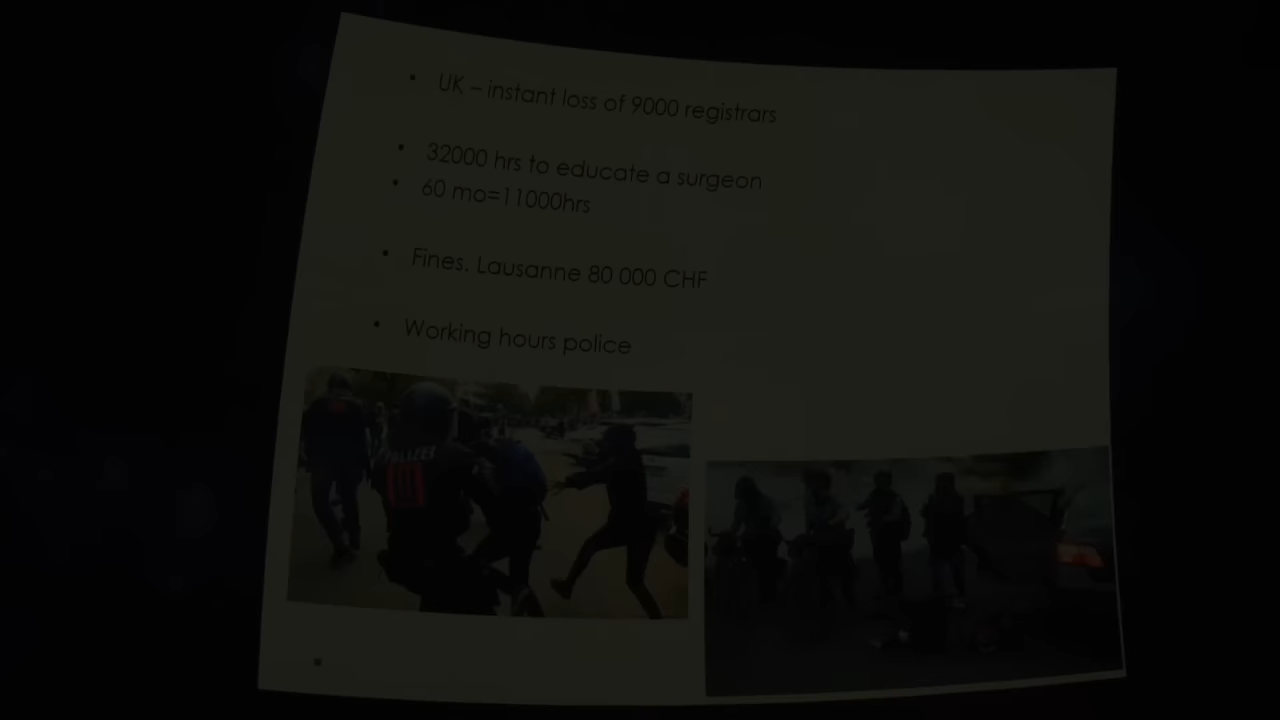 • UK – instant loss of 9000 registrars
• 32000 hrs to educate a surgeon
• 60 mo=11000hrs
• Fines. Lausanne 80 000 CHF
• Working hours police
POLIZEI
•